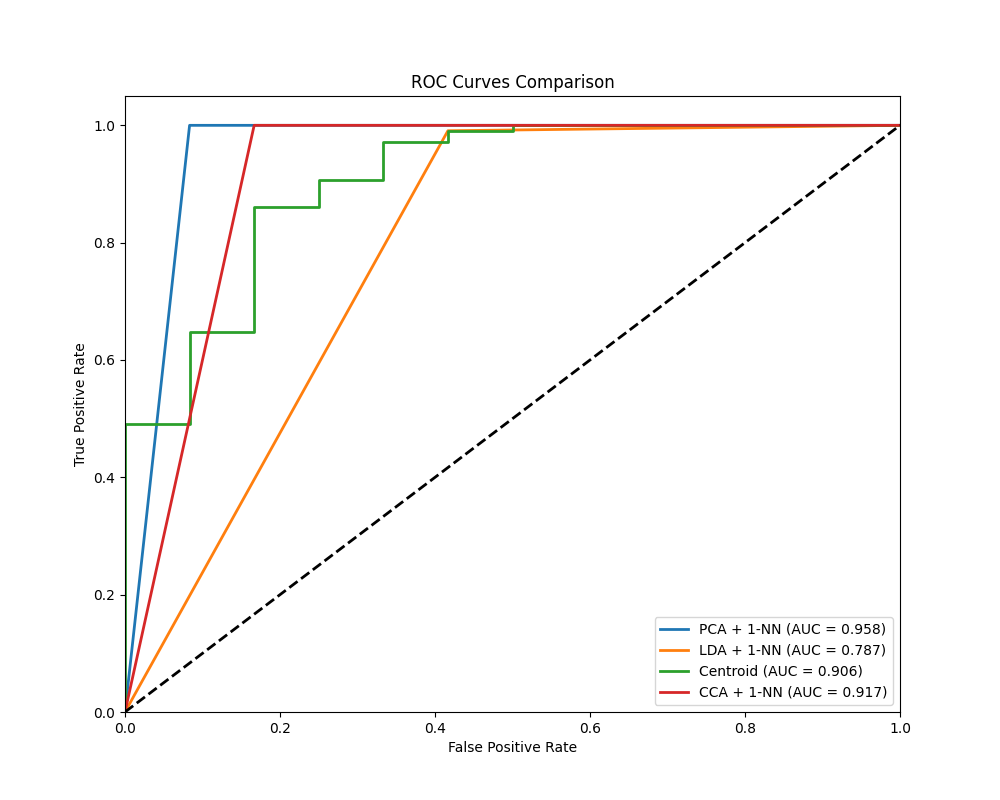 ROC Curves Comparison
True Positive Rate
1.0
0.8
0.6
0.4
0.2
0.0
0.0 0.2 0.4 0.6 0.8 1.0
False Positive Rate
PCA + 1-NN (AUC = 0.958)
LDA + 1-NN (AUC = 0.787)
Centroid (AUC = 0.906)
CCA + 1-NN (AUC = 0.917)